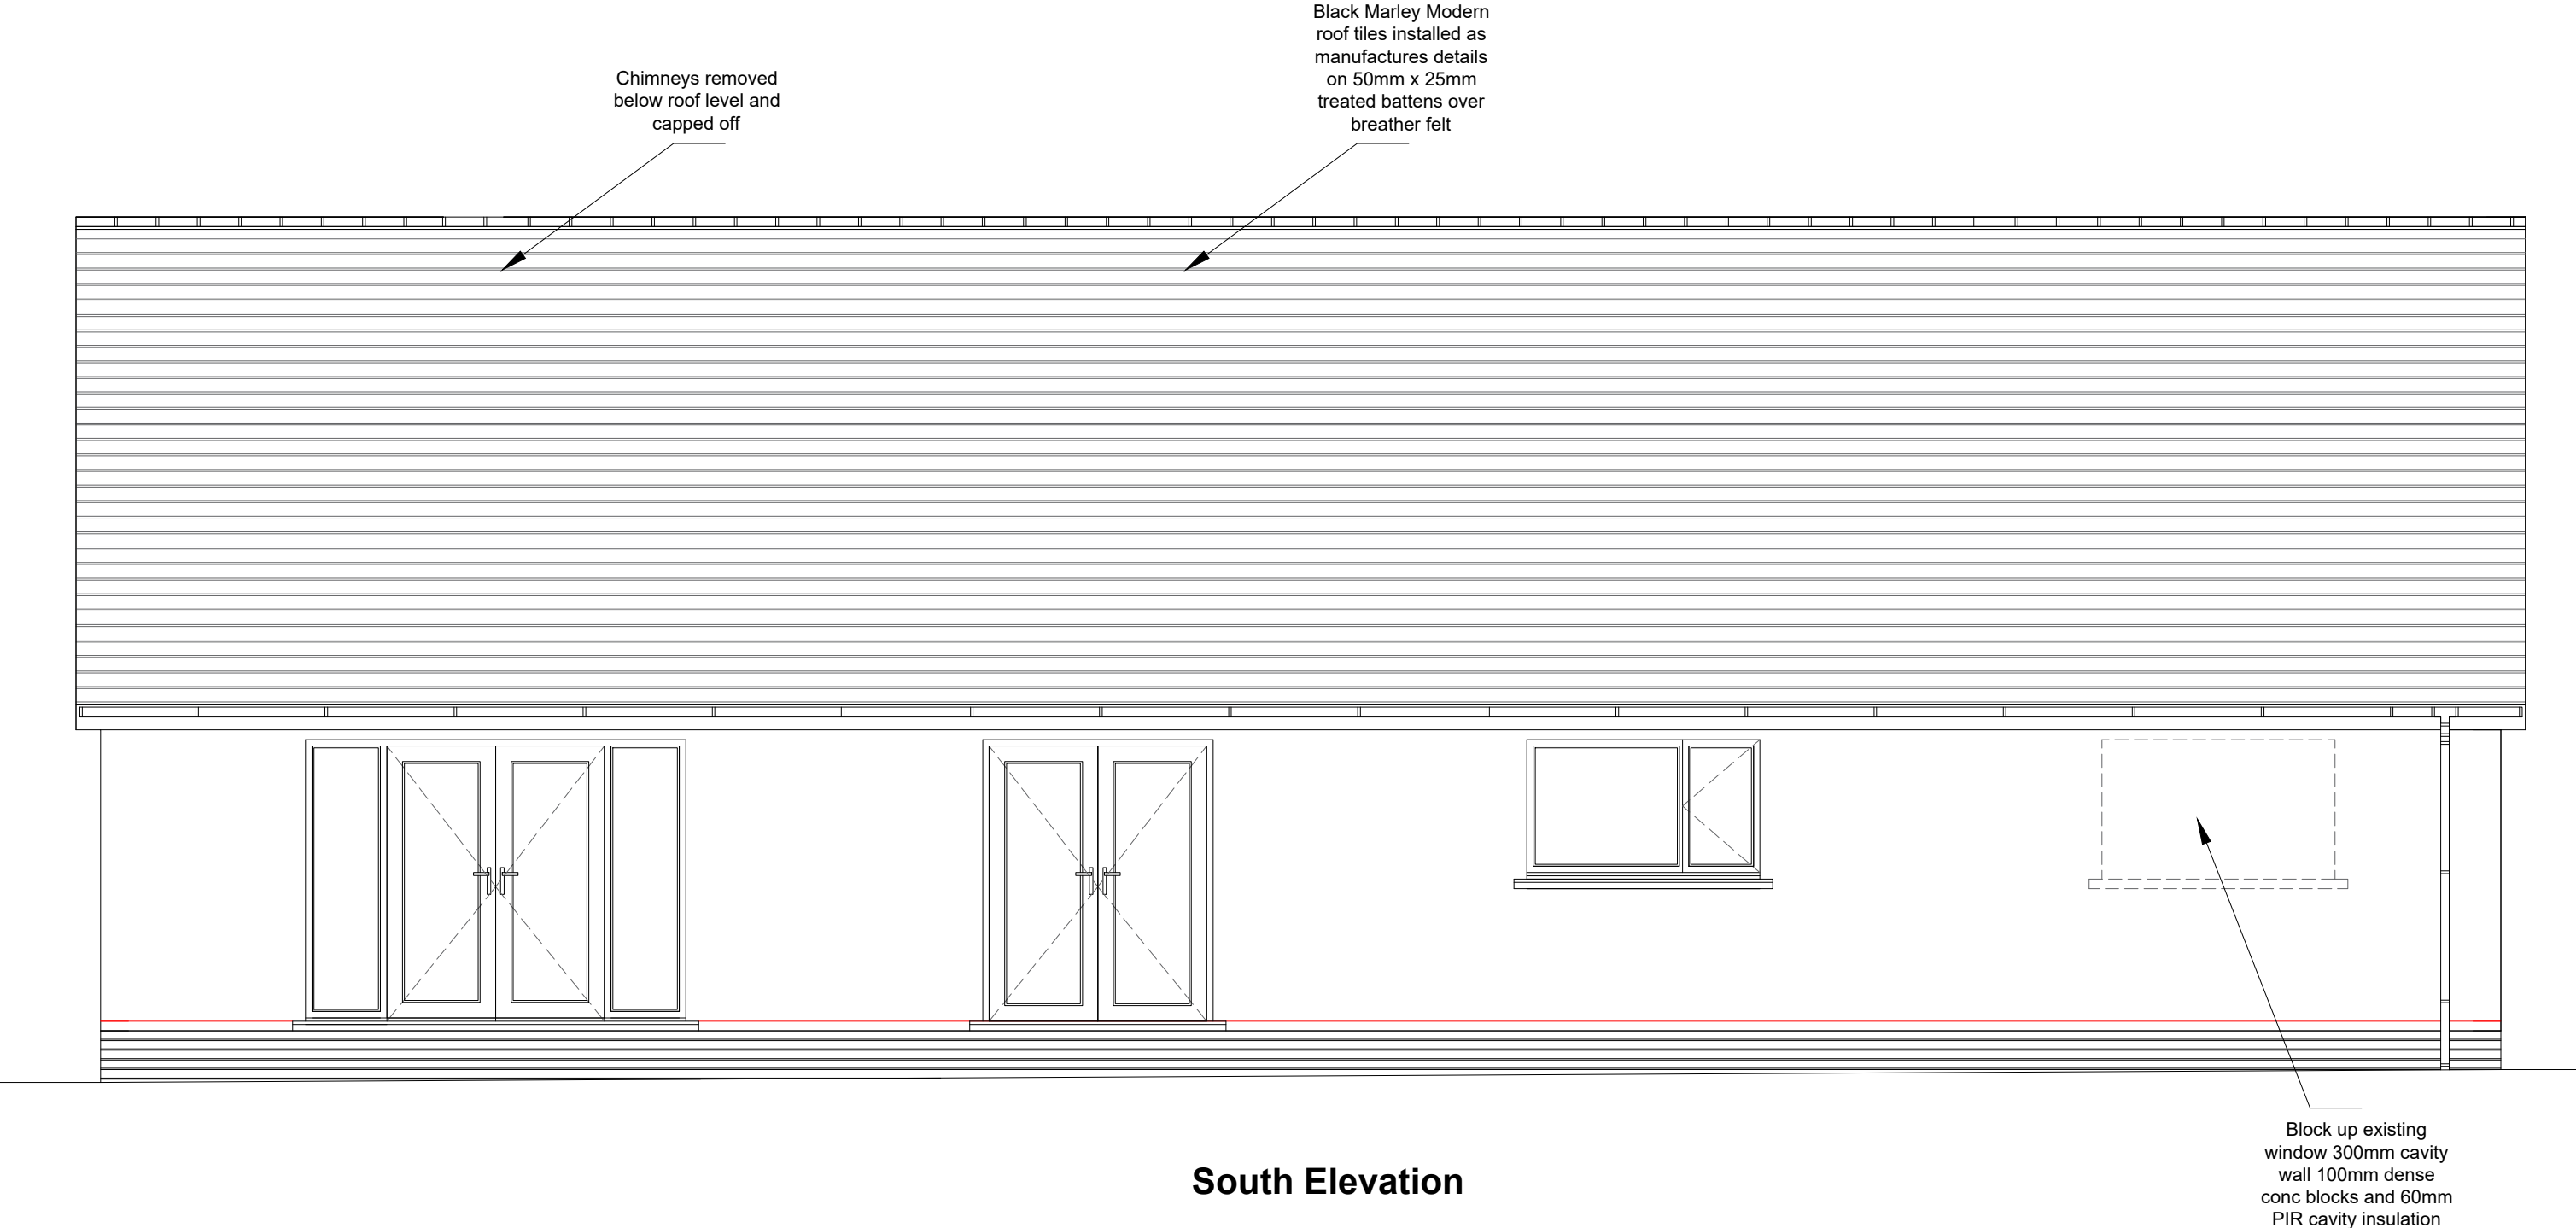 Black Marley Modern
roof tiles installed as
manufactures details
on 50mm x 25mm
treated battens over
breather felt
Chimneys removed
below roof level and
capped off
South Elevation
Block up existing
window 300mm cavity
wall 100mm dense
conc blocks and 60mm
PIR cavity insulation